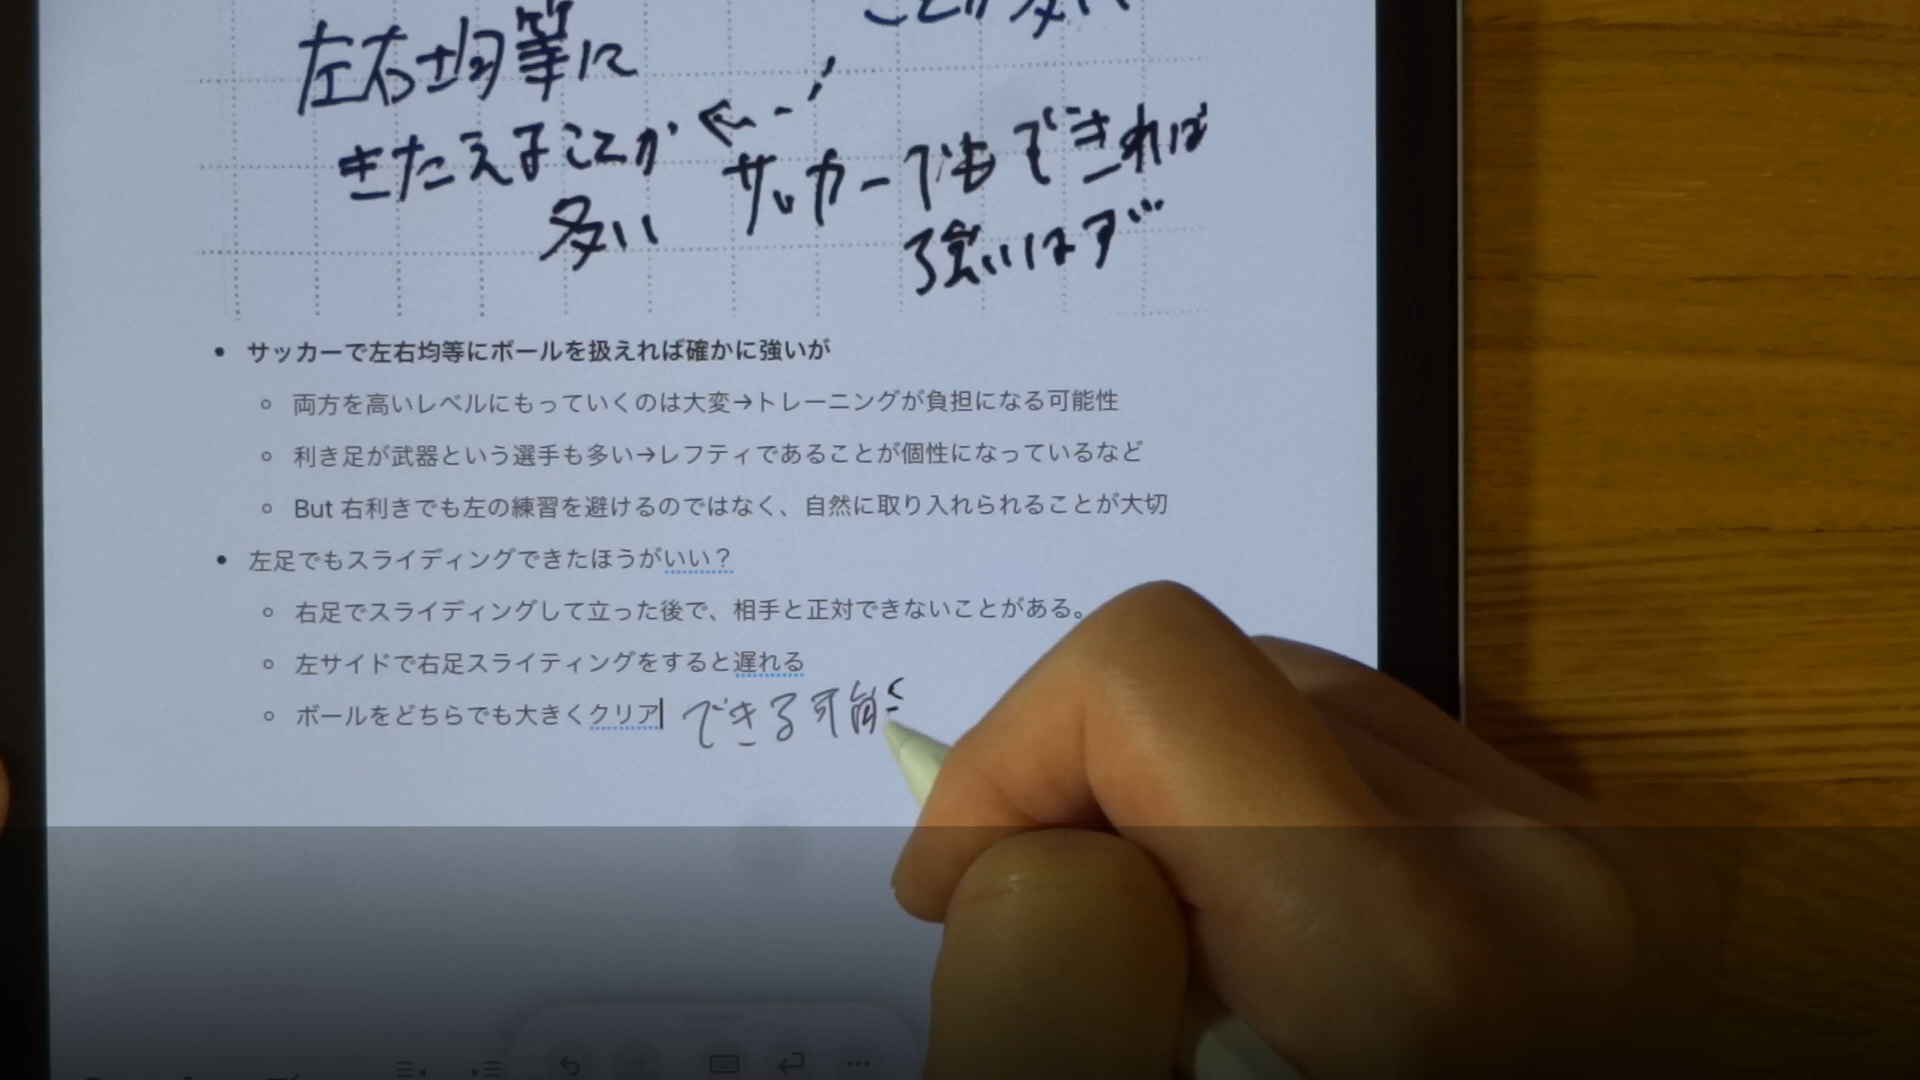 ことが多い
左右均等に
きたえることが
多い
サッカーでもできれば
強いはず
• サッカーで左右均等にボールを扱えれば確かに強いが
◦ 両方を高いレベルにもっていくのは大変→トレーニングが負担になる可能性
◦ 利き足が武器という選手も多い→レフティであることが個性になっているなど
◦ But 右利きでも左の練習を避けるのではなく、自然に取り入れられることが大切
• 左足でもスライディングできたほうがいい？
◦ 右足でスライディングして立った後で、相手と正対できないことがある。
◦ 左サイドで右足スライティングをすると遅れる
◦ ボールをどちらでも大きくクリア できる可能